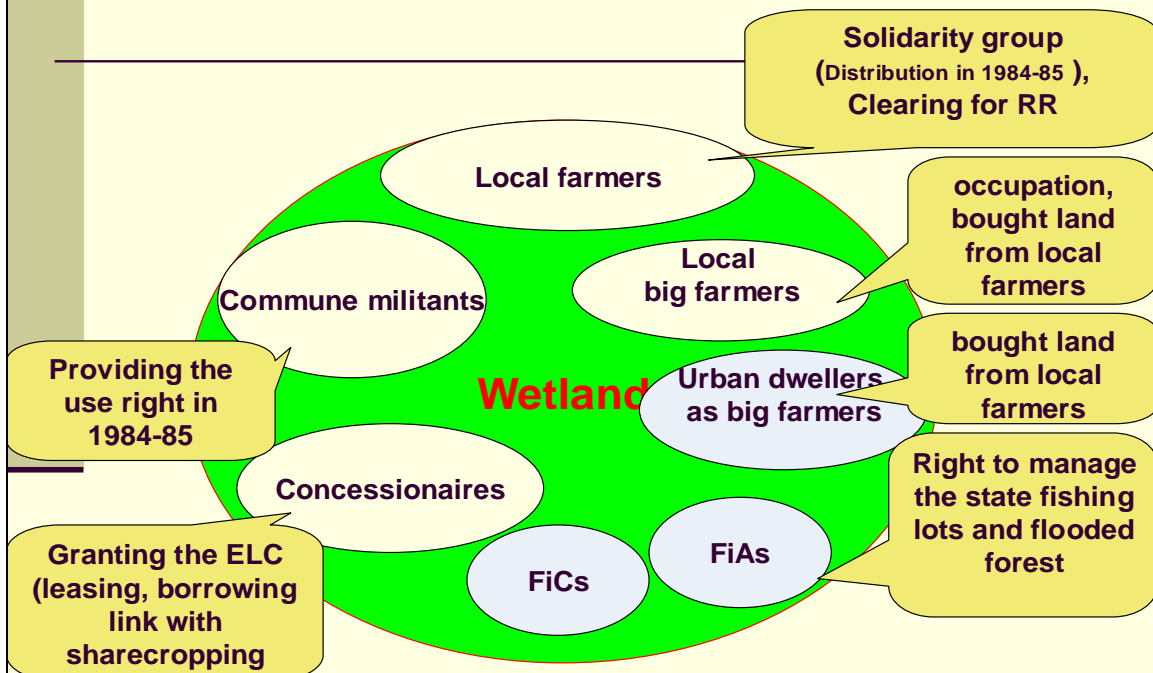 Solidarity group
(Distribution in 1984-85 ),
Clearing for RR
Local farmers
occupation,
bought land
from local
farmers
Local
big farmers
Commune militants
Providing the
use right in
1984-85
Wetland
Urban dwellers
as big farmers
bought land
from local
farmers
Concessionaires
Granting the ELC
(leasing, borrowing
link with
sharecropping
FiCs
FiAs
Right to manage
the state fishing
lots and flooded
forest